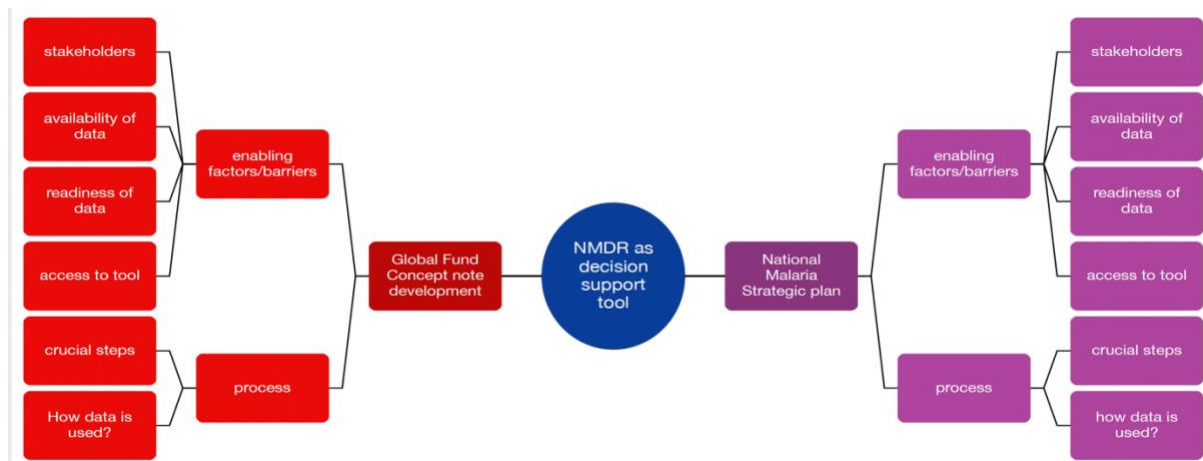 stakeholders
availability of
data
readiness of
data
access to tool
crucial steps
How data is
used?
enabling
factors/barriers
process
Global Fund
Concept note
development
NMDR as
decision
support
tool
National
Malaria
Strategic plan
enabling
factors/barriers
process
stakeholders
availability of
data
readiness of
data
access to tool
crucial steps
how data is
used?